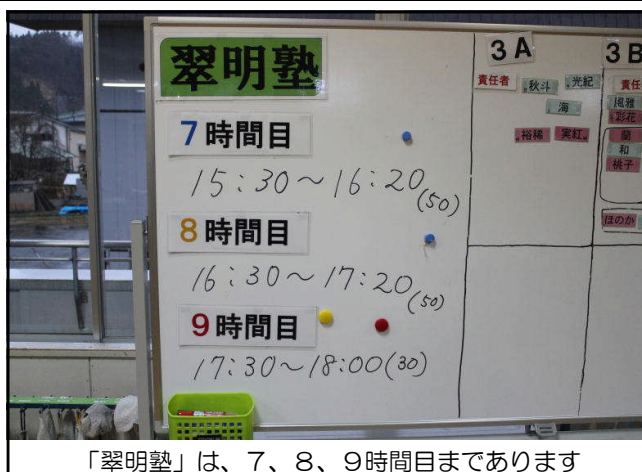 翠明塾
7時間目
15:30～16:20(50)
8時間目
16:30～17:20(50)
9時間目
17:30～18:00(30)
3A
責任者 秋斗 光紀
海
裕稀 実紅
3B
責任
風雅
彩花
蘭
和
桃子
ほのか
「翠明塾」は、7、8、9時間目まであります